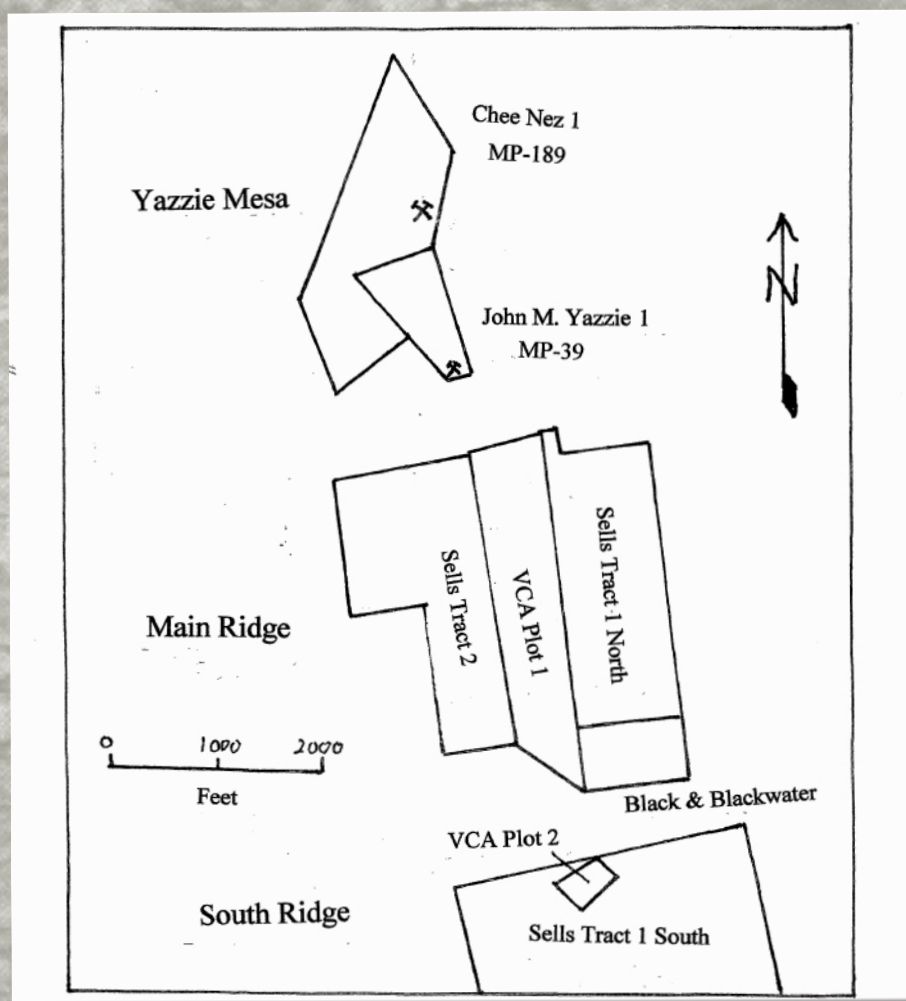 Chee Nez 1
MP-189
Yazzie Mesa
N
John M. Yazzie 1
MP-39
Sells Tract 2
VCA Plot 1
Sells Tract 1 North
Main Ridge
0 1000 2000
Feet
Black & Blackwater
VCA Plot 2
South Ridge
Sells Tract 1 South